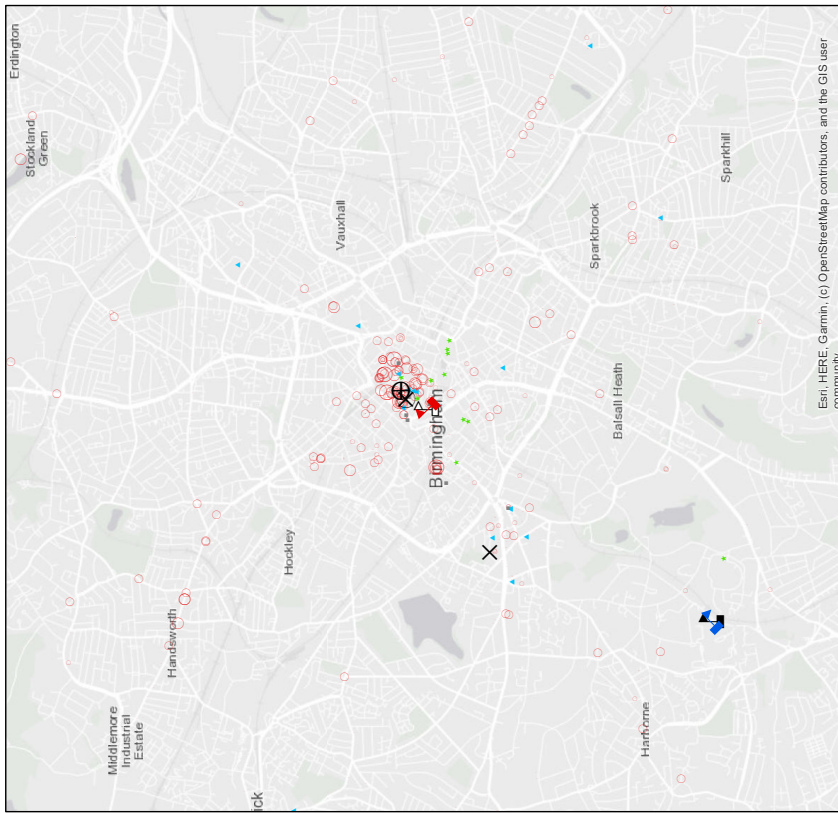 Erdington
Stockland
Green
Vauxhall
Sparkhill
Sparkbrook
Birmingham
Balsall Heath
Hockley
Handsworth
Middlemore
Industrial
Estate
Harborne
ick
Esri, HERE, Garmin, (c) OpenStreetMap contributors, and the GIS user
community